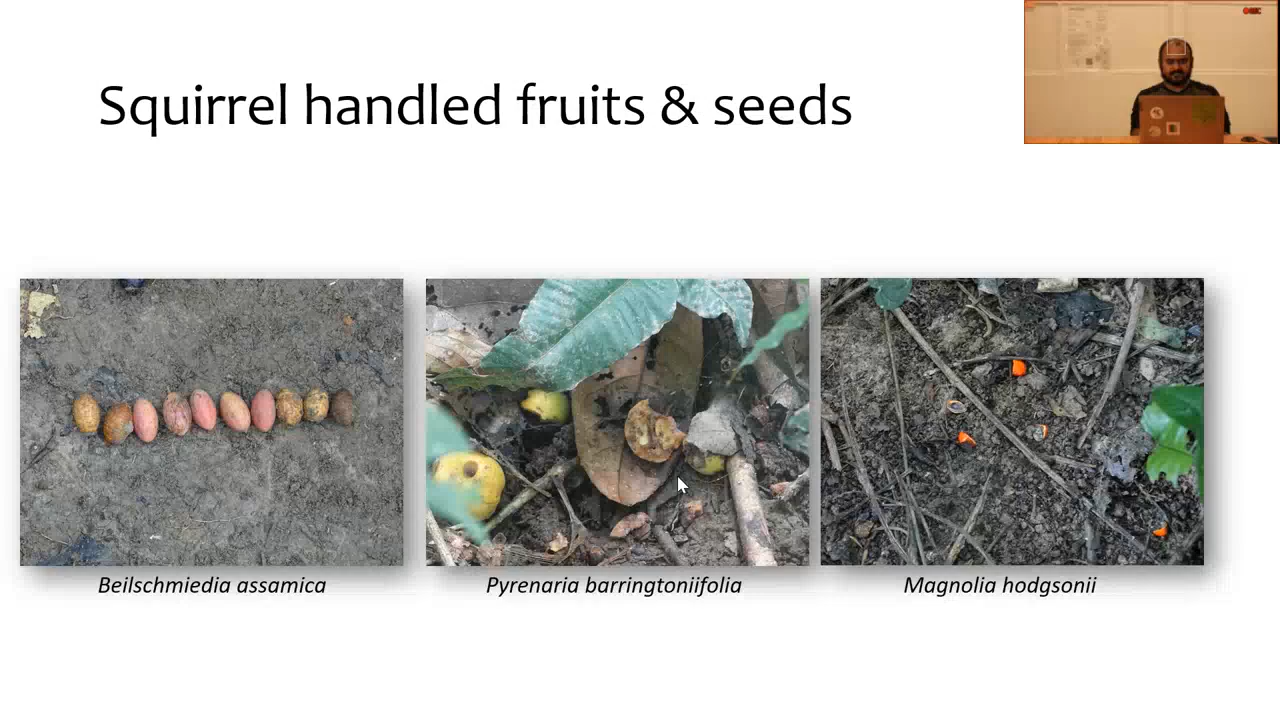 Squirrel handled fruits & seeds
Beilschmiedia assamica
Pyrenaria barringtoniifolia
Magnolia hodgsonii